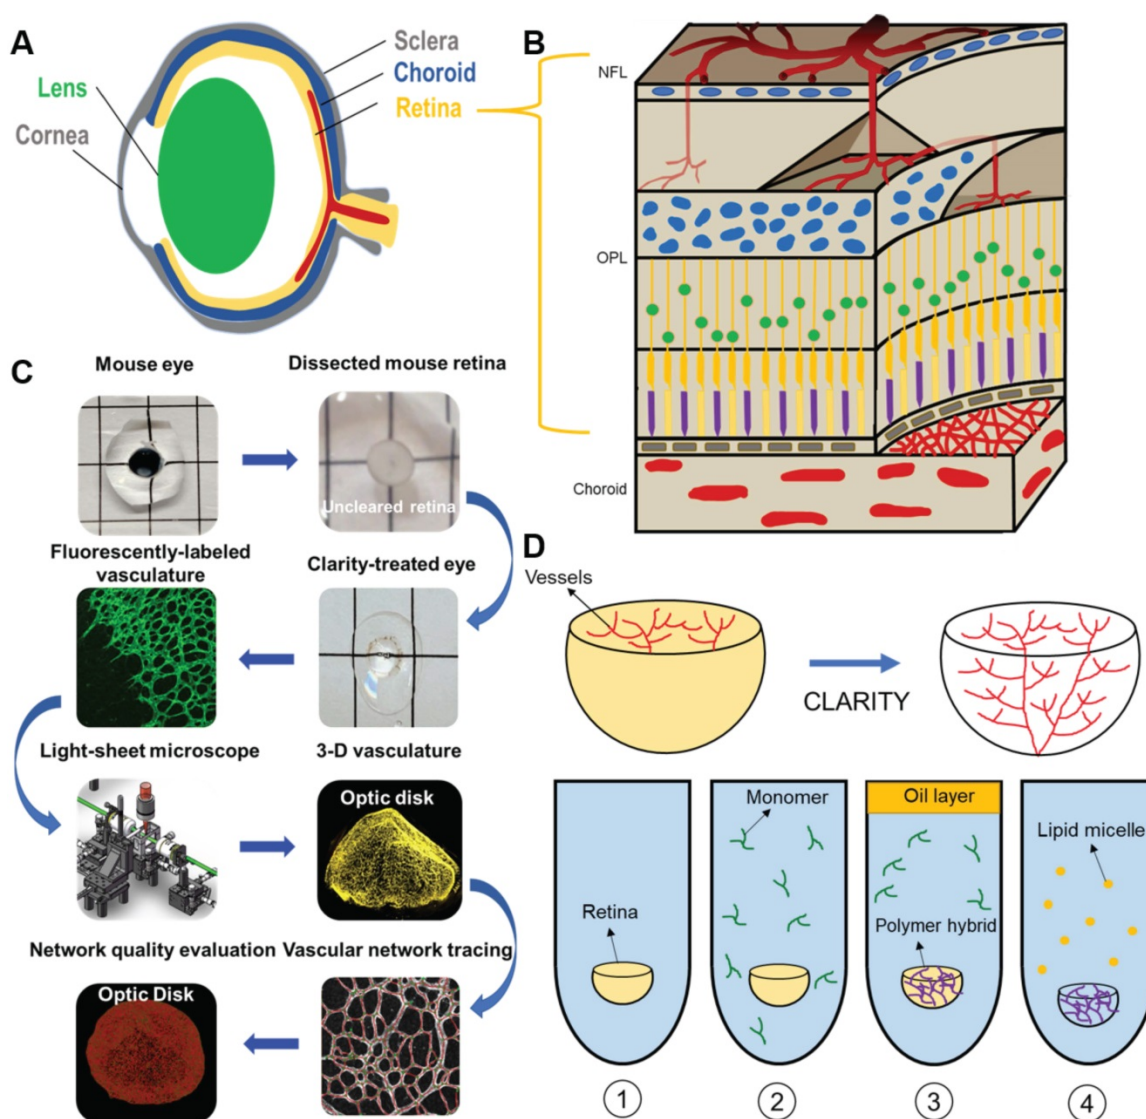 A
Sclera
Choroid
Retina
Lens
Cornea
B
NFL
OPL
Choroid
C
Mouse eye
Dissected mouse retina
Uncleared retina
Fluorescently-labeled
vasculature
Clarity-treated eye
Light-sheet microscope
3-D vasculature
Optic disk
Network quality evaluation
Vascular network tracing
Optic Disk
D
Vessels
CLARITY
Monomer
Oil layer
Lipid micelle
Retina
Polymer hybrid
1
2
3
4